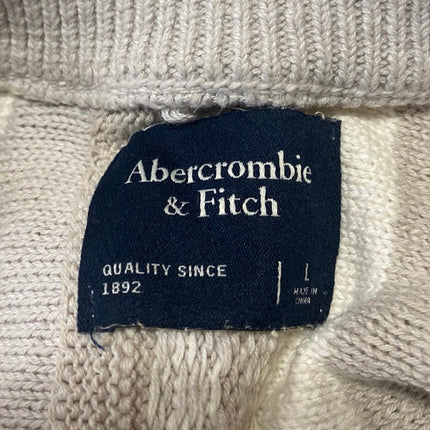 Abercrombie
& Fitch
QUALITY SINCE
1892
L
MADE IN
CHINA